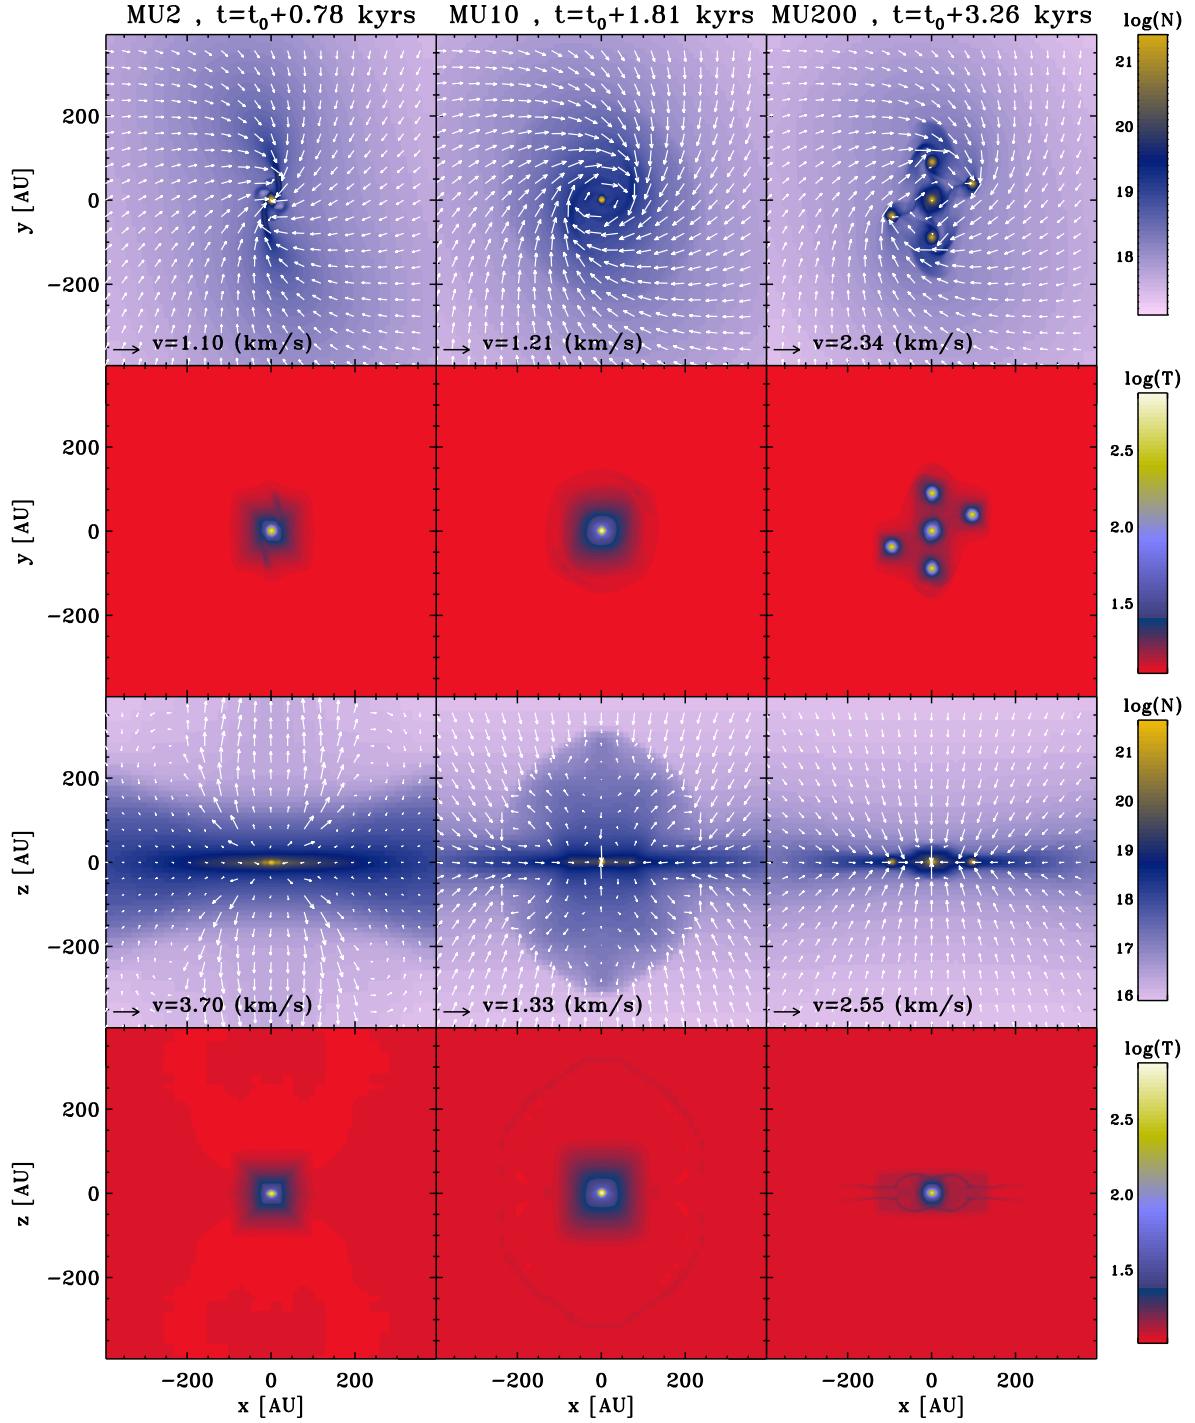 MU2 , t=t0+0.78 kyrs
MU10 , t=t0+1.81 kyrs
MU200 , t=t0+3.26 kyrs
log(N)
21
20
19
18
200
0
−200
y [AU]
v=1.10 (km/s)
v=1.21 (km/s)
v=2.34 (km/s)
log(T)
2.5
2.0
1.5
200
0
−200
y [AU]
log(N)
21
20
19
18
17
16
200
0
−200
z [AU]
v=3.70 (km/s)
v=1.33 (km/s)
v=2.55 (km/s)
log(T)
2.5
2.0
1.5
200
0
−200
z [AU]
−200 0 200
−200 0 200
−200 0 200
x [AU]
x [AU]
x [AU]